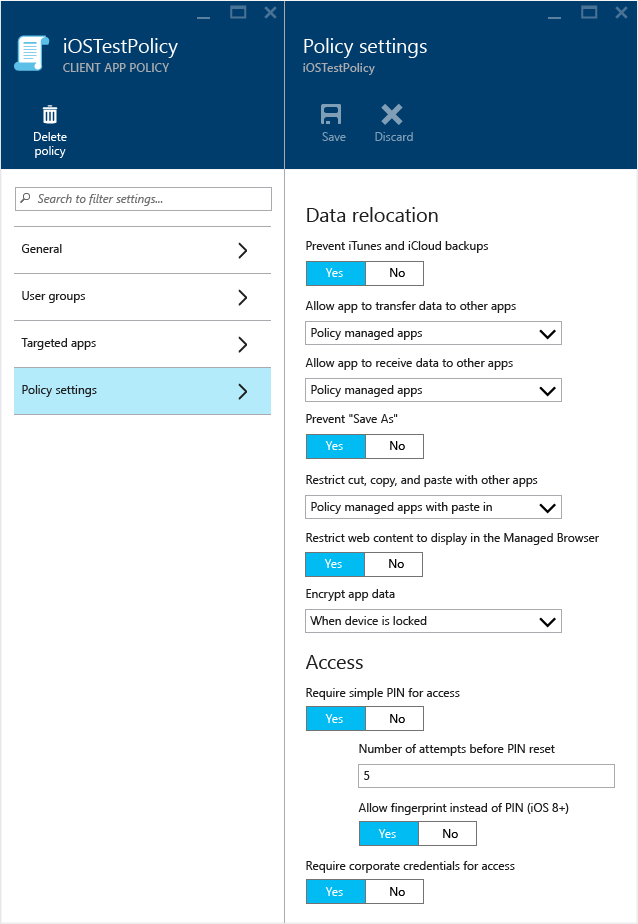 iOSTestPolicy
CLIENT APP POLICY
Delete
policy
Search to filter settings...
General
User groups
Targeted apps
Policy settings
Policy settings
iOSTestPolicy
Save
Discard
Data relocation
Prevent iTunes and iCloud backups
Yes No
Allow app to transfer data to other apps
Policy managed apps
Allow app to receive data to other apps
Policy managed apps
Prevent "Save As"
Yes No
Restrict cut, copy, and paste with other apps
Policy managed apps with paste in
Restrict web content to display in the Managed Browser
Yes No
Encrypt app data
When device is locked
Access
Require simple PIN for access
Yes No
Number of attempts before PIN reset
5
Allow fingerprint instead of PIN (iOS 8+)
Yes No
Require corporate credentials for access
Yes No